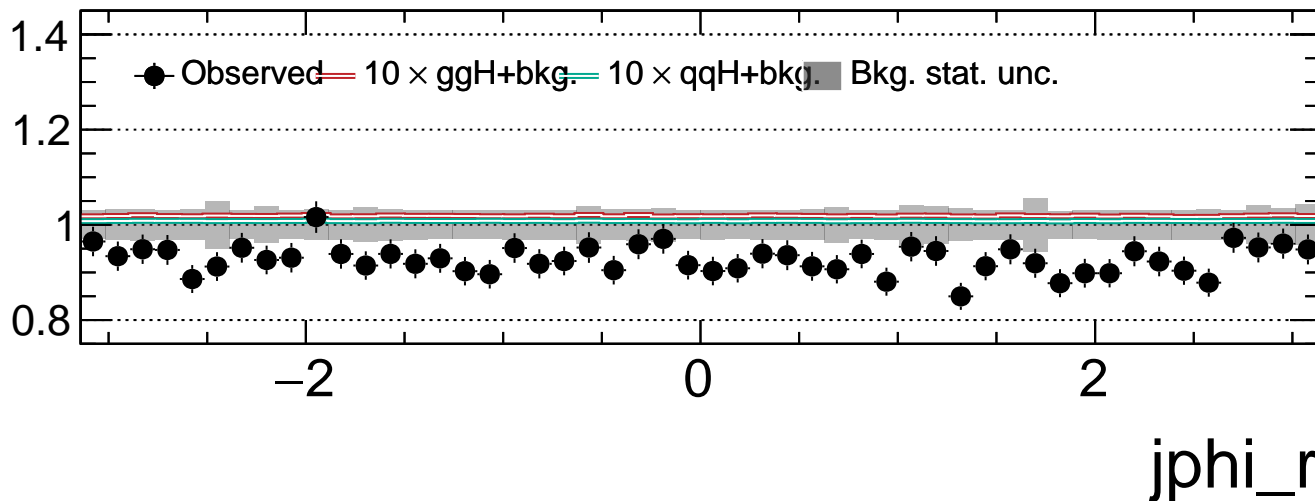 1.4
Observed 10 × ggH+bkg. 10 × qqH+bkg. Bkg. stat. unc.
1.2
1
0.8
−2 0 2
jphi_r